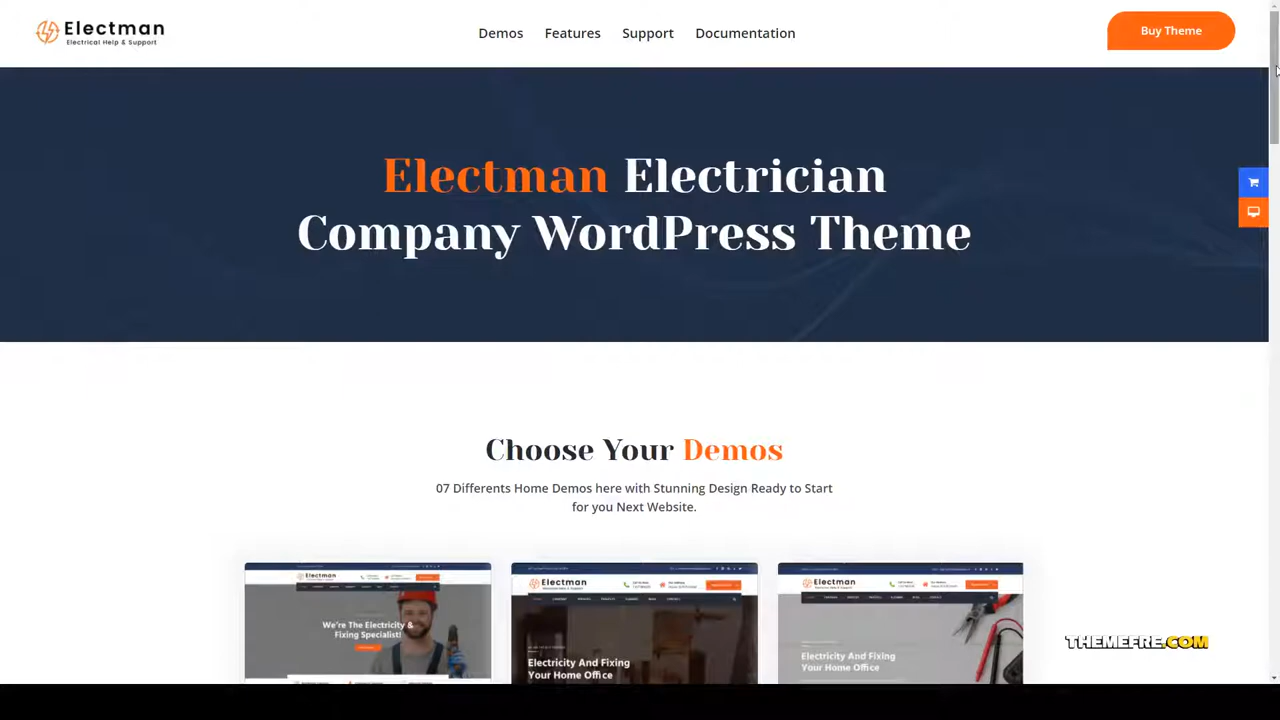 Electman
Electrical Help & Support
Demos
Features
Support
Documentation
Buy Theme
Electman Electrician
Company WordPress Theme
Choose Your Demos
07 Differents Home Demos here with Stunning Design Ready to Start
for you Next Website.
Electman
We're The Electricity &
Fixing Specialist!
Electman
Electricity And Fixing
Your Home Office
Electman
Electricity And Fixing
Your Home Office
THEMEFRE.COM